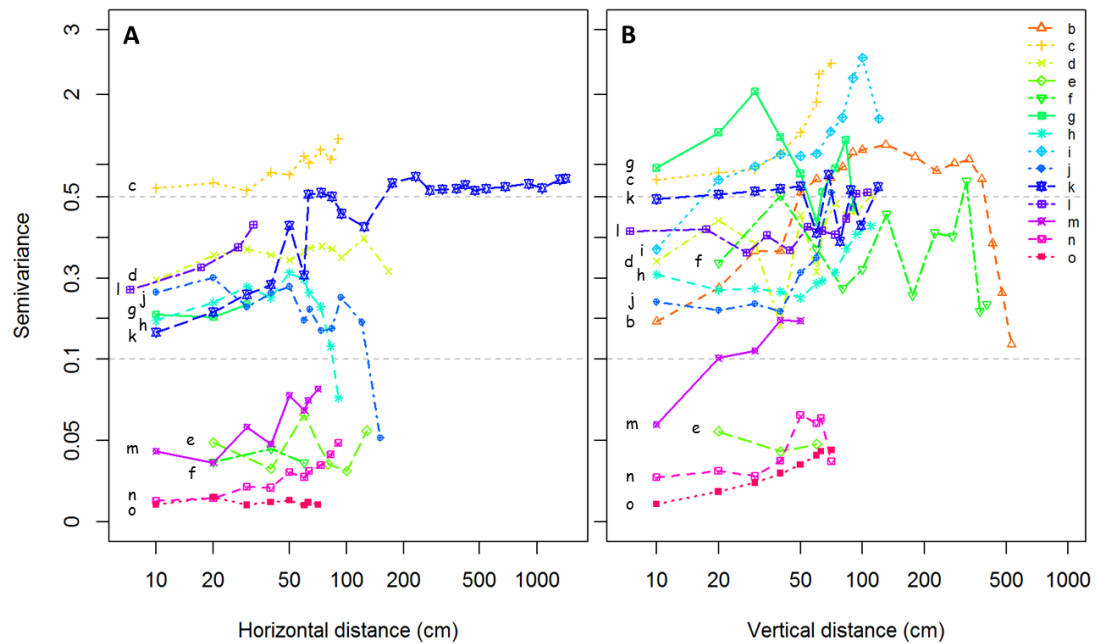 A
B
Semivariance
3
2
0.5
0.3
0.1
0.05
0
c
d
l
j
g
h
k
m
e
f
n
o
g
c
k
l
i
d
f
h
j
b
m
e
n
o
b
c
d
e
f
g
h
i
k
l
m
n
o
10 20 50 100 200 500 1000
10 20 50 100 200 500 1000
Horizontal distance (cm)
Vertical distance (cm)